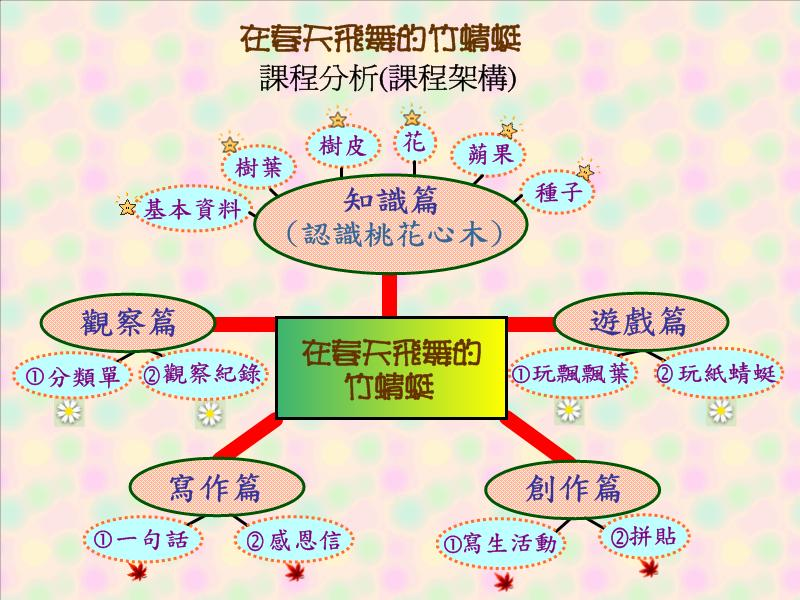 在春天飛舞的竹蜻蜓
課程分析(課程架構)
基本資料
樹葉
樹皮
花
蒴果
種子
知識篇
（認識桃花心木）
觀察篇
①分類單
②觀察紀錄
遊戲篇
①玩飄飄葉
②玩紙蜻蜓
在春天飛舞的
竹蜻蜓
寫作篇
①一句話
②感恩信
創作篇
①寫生活動
②拼貼